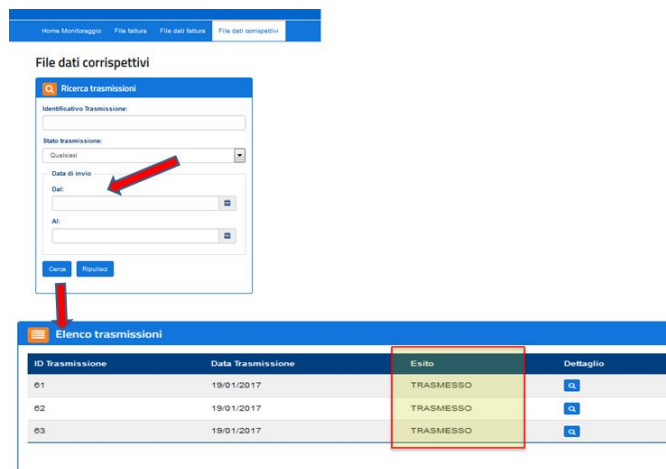 Home Monitoraggio File fattura File dati fattura File dati corrispettivi
File dati corrispettivi
Ricerca trasmissioni
Identificativo Trasmissione:
Stato trasmissione:
Qualsiasi
Data di invio
Dal:
Al:
Cerca Ripulisci
Elenco trasmissioni
ID Trasmissione Data Trasmissione Esito Dettaglio
61 19/01/2017 TRASMESSO
62 19/01/2017 TRASMESSO
63 19/01/2017 TRASMESSO